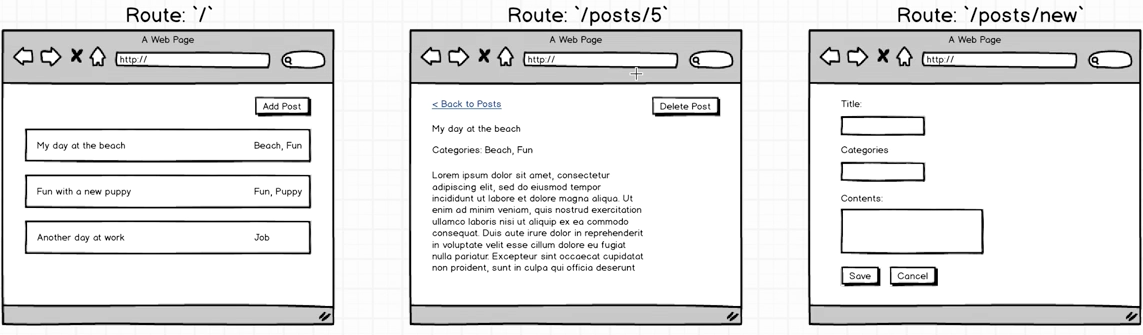 Route: `/`
A Web Page
http://
Add Post
My day at the beach Beach, Fun
Fun with a new puppy Fun, Puppy
Another day at work Job
Route: `/posts/5`
A Web Page
http://
< Back to Posts
Delete Post
My day at the beach
Categories: Beach, Fun
Lorem ipsum dolor sit amet, consectetur
adipiscing elit, sed do eiusmod tempor
incididunt ut labore et dolore magna aliqua. Ut
enim ad minim veniam, quis nostrud exercitation
ullamco laboris nisi ut aliquip ex ea commodo
consequat. Duis aute irure dolor in reprehenderit
in voluptate velit esse cillum dolore eu fugiat
nulla pariatur. Excepteur sint occaecat cupidatat
non proident, sunt in culpa qui officia deserunt
Route: `/posts/new`
A Web Page
http://
Title:
Categories
Contents:
Save
Cancel